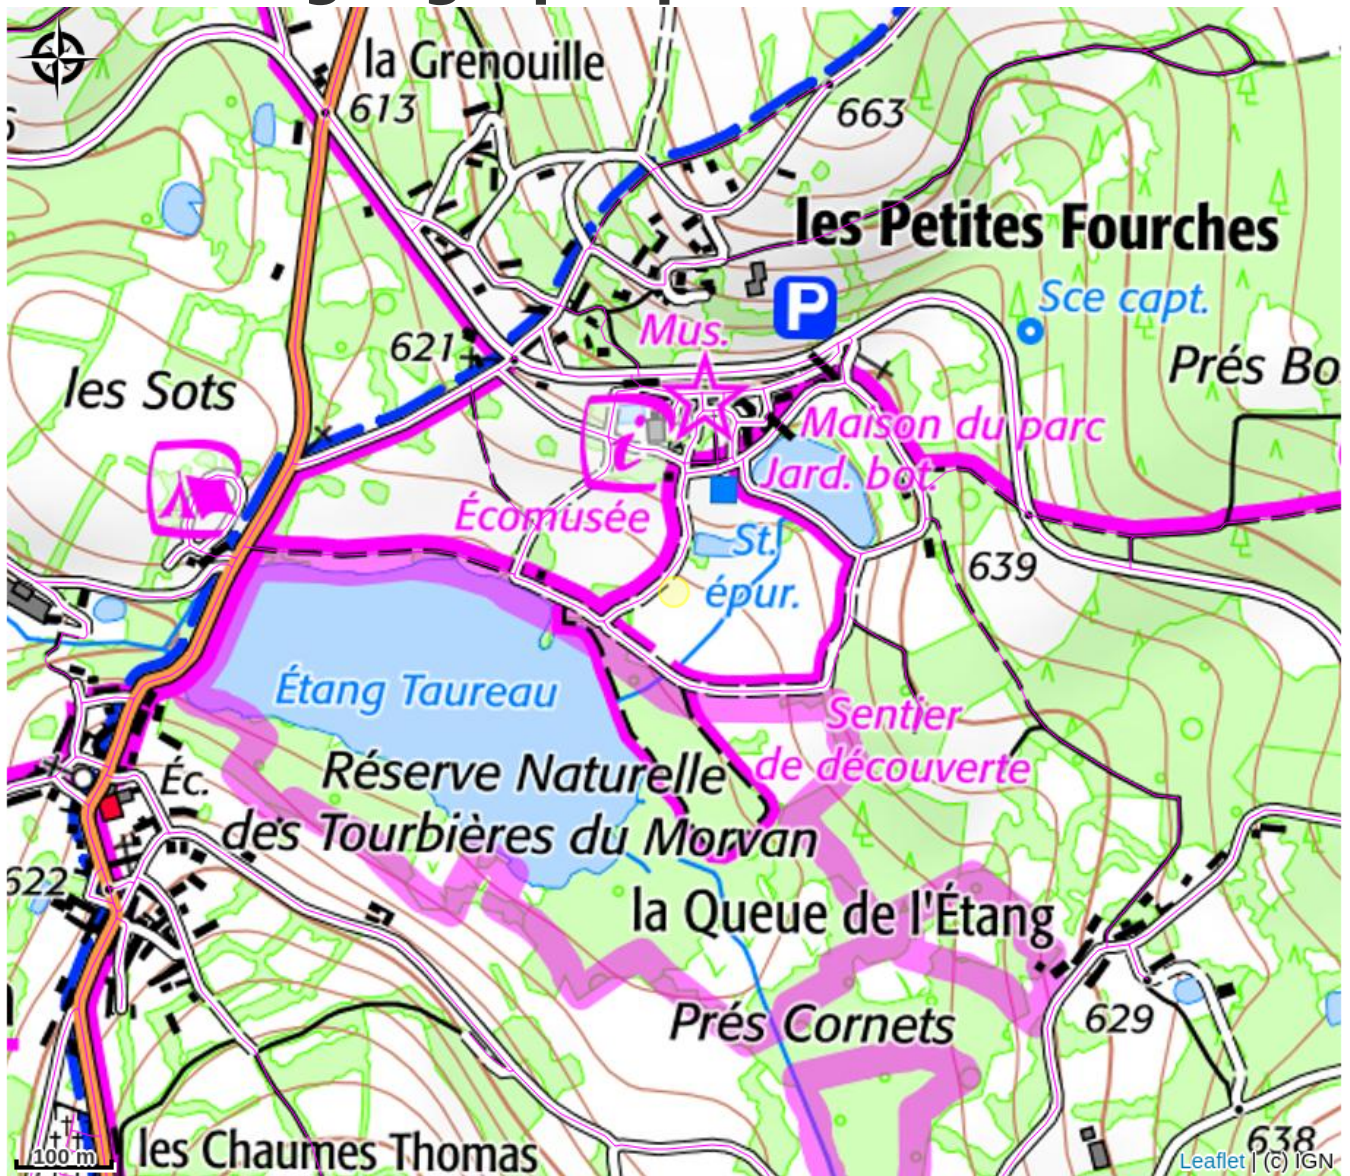 la Grenouille
613
663
les Petites Fourches
Sce capt.
P
Mus.
621
les Sots
Prés Bo
Maison du parc
Jard. bot.
i
Écomusée
St.
épur.
639
Étang Taureau
Sentier
de découverte
Réserve Naturelle
des Tourbières du Morvan
Éc.
622
la Queue de l'Étang
Prés Cornets
629
638
les Chaumes Thomas
100 m
Leaflet | (c) IGN